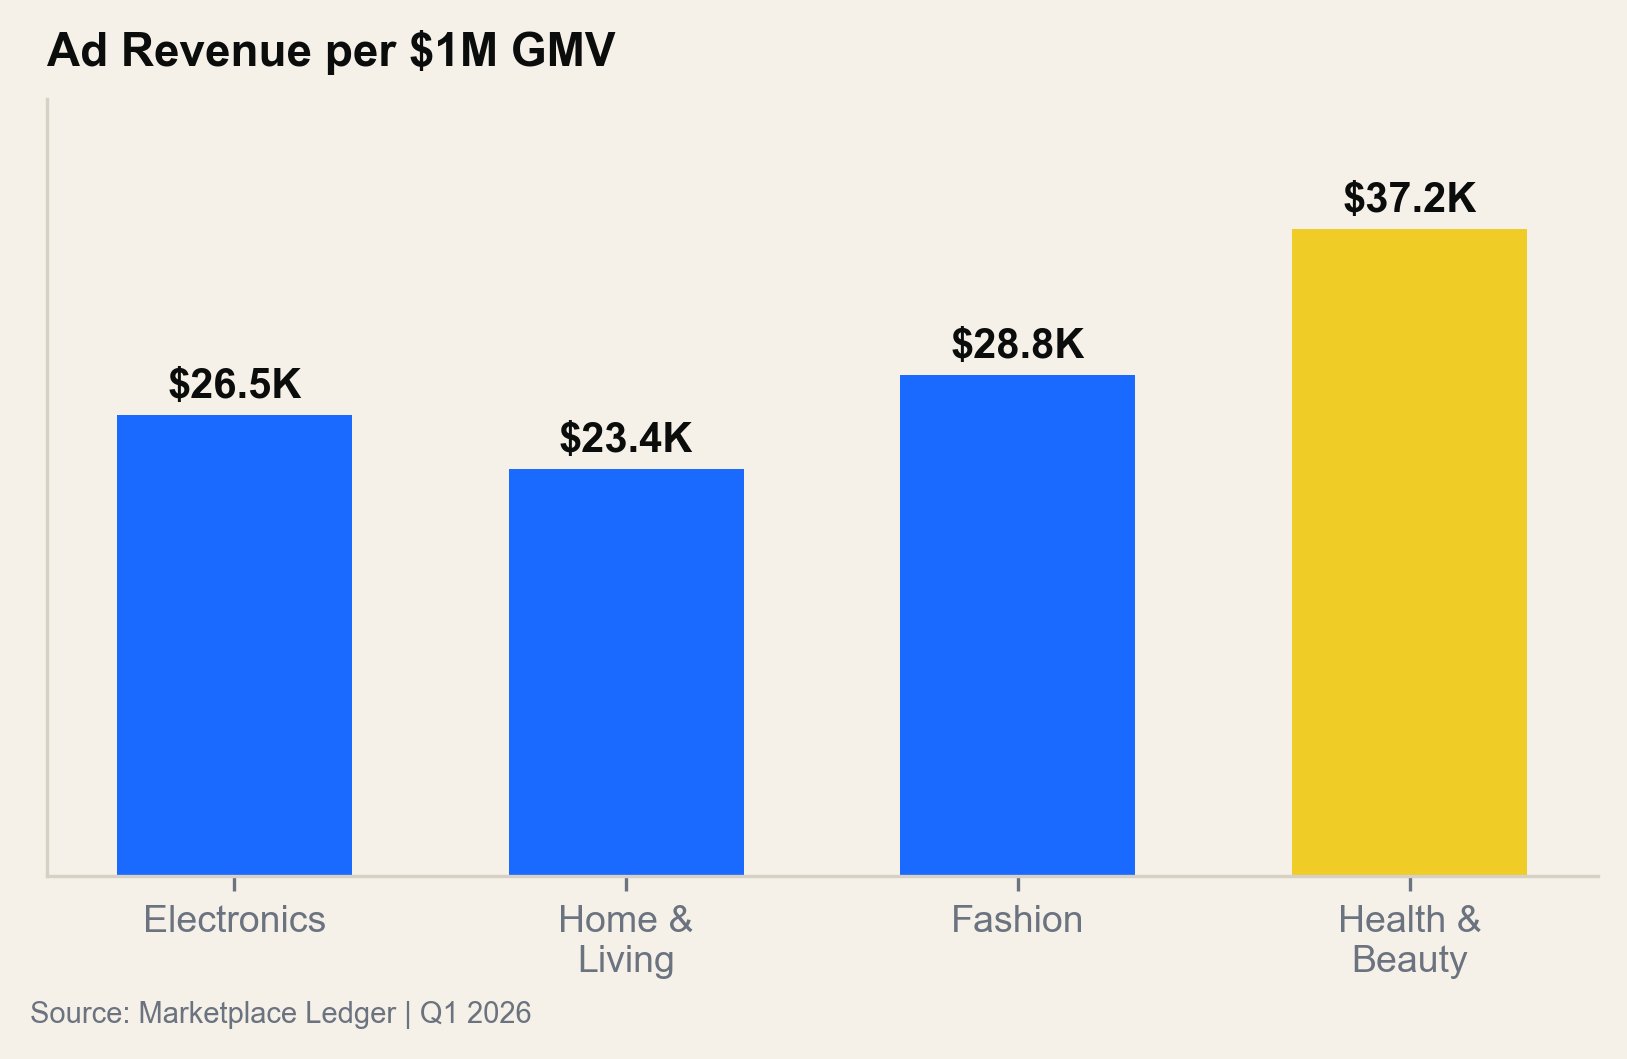 Ad Revenue per $1M GMV
$26.5K
$23.4K
$28.8K
$37.2K
Electronics
Home &
Living
Fashion
Health &
Beauty
Source: Marketplace Ledger | Q1 2026